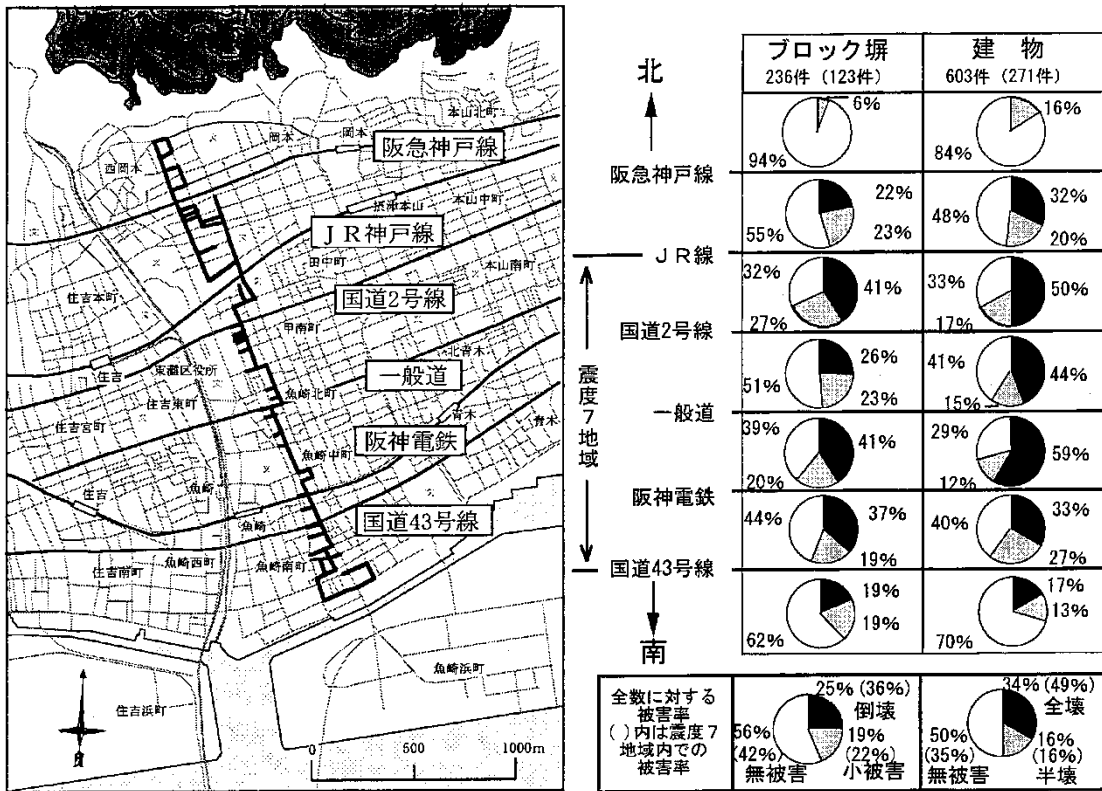 本山北町
岡本
岡本
西岡本
阪急神戸線
摂津本山
本山中町
JR神戸線
田中町
本山南町
住吉本町
国道2号線
甲南町
北青木
住吉
東灘区役所
一般道
住吉東町
魚崎北町
青木
青木
住吉宮町
阪神電鉄
魚崎中町
住吉
魚崎
魚崎
国道43号線
住吉南町
魚崎西町
魚崎南町
魚崎浜町
住吉浜町
0 500 1000m
北
ブロック塀 建物
236件 (123件) 603件 (271件)
6% 16%
94% 84%
阪急神戸線
22% 32%
48%
55% 23% 20%
JR線
32% 41% 33% 50%
27% 17%
国道2号線
26% 41% 44%
51% 23% 15%
一般道
39% 41% 29% 59%
20% 12%
阪神電鉄
44% 37% 40% 33%
19% 27%
国道43号線
19% 17%
19% 13%
62% 70%
南
震度7地域
全数に対する
被害率
( )内は震度7
地域内での
被害率
25% (36%)
倒壊
56%
(42%)
無被害
19%
(22%)
小被害
34% (49%)
全壊
50%
(35%)
無被害
16%
(16%)
半壊